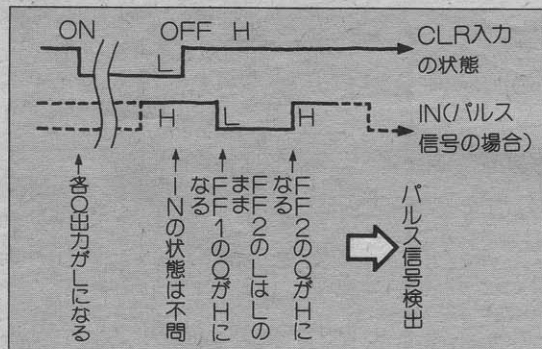 ON
OFF
H
L
CLR入力
の状態
H
L
H
IN(パルス
信号の場合)
各Q出力がLになる
INの状態は不問
FF1のQがHに
なる
FF2のLはLの
まま
FF2のQがHに
なる
パルス信号検出